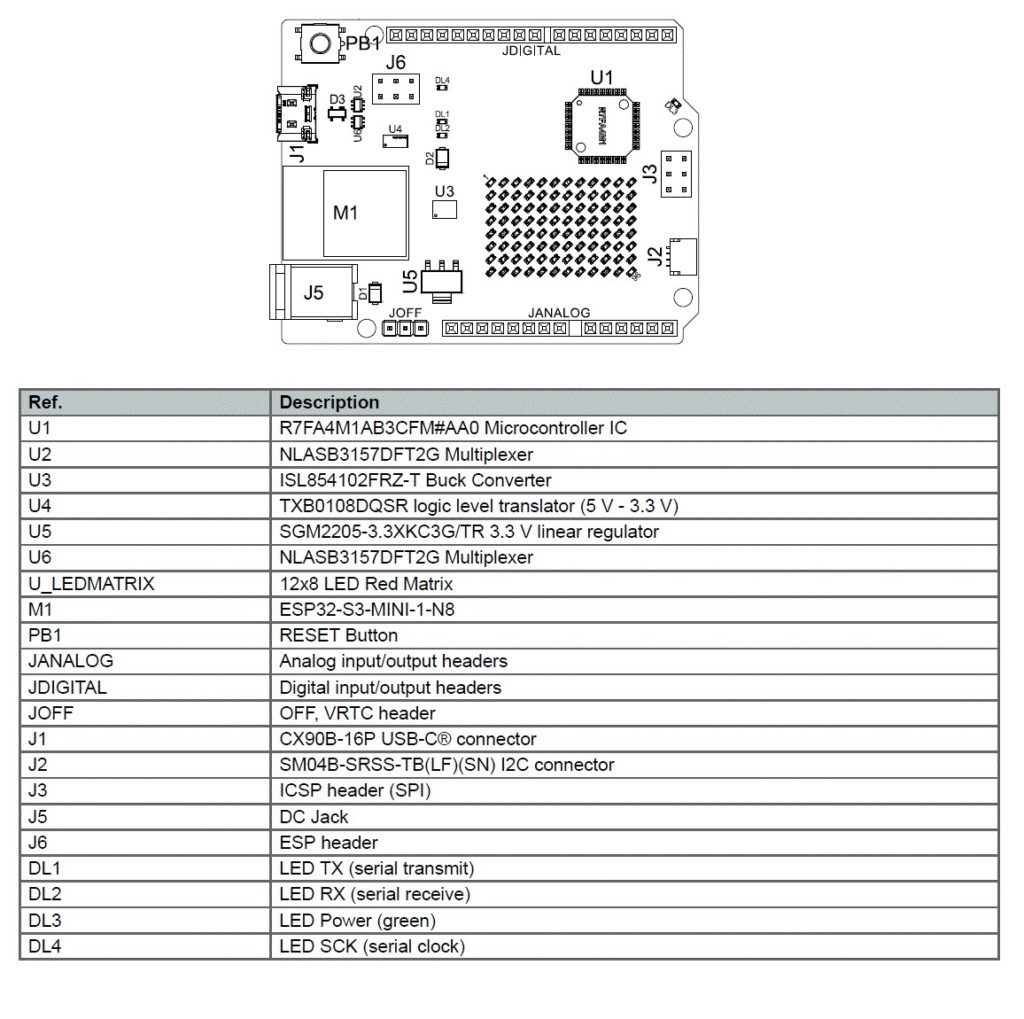 PB1
JDIGITAL
J6
DL4
U1
D3
U2
DL1
DL2
U6
U4
J1
D2
J3
M1
U3
J2
U5
J5
D1
JOFF
JANALOG
Ref. Description
U1 R7FA4M1AB3CFM#AA0 Microcontroller IC
U2 NLASB3157DFT2G Multiplexer
U3 ISL854102FRZ-T Buck Converter
U4 TXB0108DQSR logic level translator (5 V - 3.3 V)
U5 SGM2205-3.3XKC3G/TR 3.3 V linear regulator
U6 NLASB3157DFT2G Multiplexer
U_LEDMATRIX 12x8 LED Red Matrix
M1 ESP32-S3-MINI-1-N8
PB1 RESET Button
JANALOG Analog input/output headers
JDIGITAL Digital input/output headers
JOFF OFF, VRTC header
J1 CX90B-16P USB-C® connector
J2 SM04B-SRSS-TB(LF)(SN) I2C connector
J3 ICSP header (SPI)
J5 DC Jack
J6 ESP header
DL1 LED TX (serial transmit)
DL2 LED RX (serial receive)
DL3 LED Power (green)
DL4 LED SCK (serial clock)